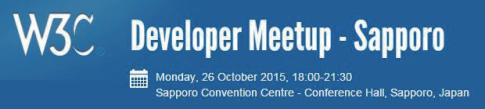 W3C Developer Meetup - Sapporo
Monday, 26 October 2015, 18:00-21:30
Sapporo Convention Centre - Conference Hall, Sapporo, Japan